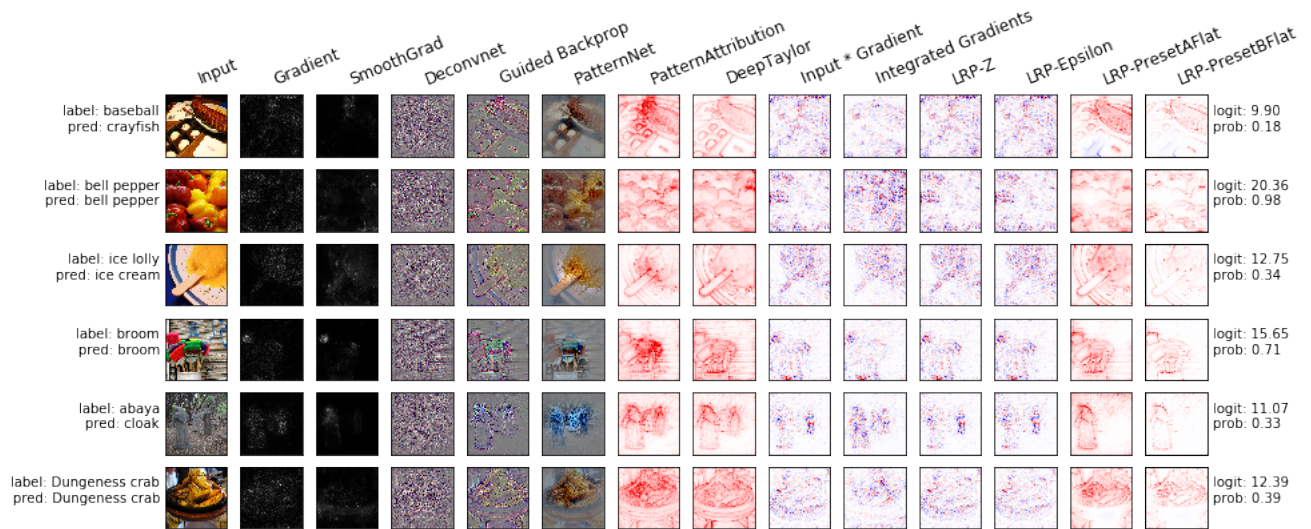 Input
Gradient
SmoothGrad
Deconvnet
Guided Backprop
PatternNet
PatternAttribution
DeepTaylor
Input * Gradient
Integrated Gradients
LRP-Z
LRP-Epsilon
LRP-PresetAFlat
LRP-PresetBFlat
label: baseball
pred: crayfish
logit: 9.90
prob: 0.18
label: bell pepper
pred: bell pepper
logit: 20.36
prob: 0.98
label: ice lolly
pred: ice cream
logit: 12.75
prob: 0.34
label: broom
pred: broom
logit: 15.65
prob: 0.71
label: abaya
pred: cloak
logit: 11.07
prob: 0.33
label: Dungeness crab
pred: Dungeness crab
logit: 12.39
prob: 0.39